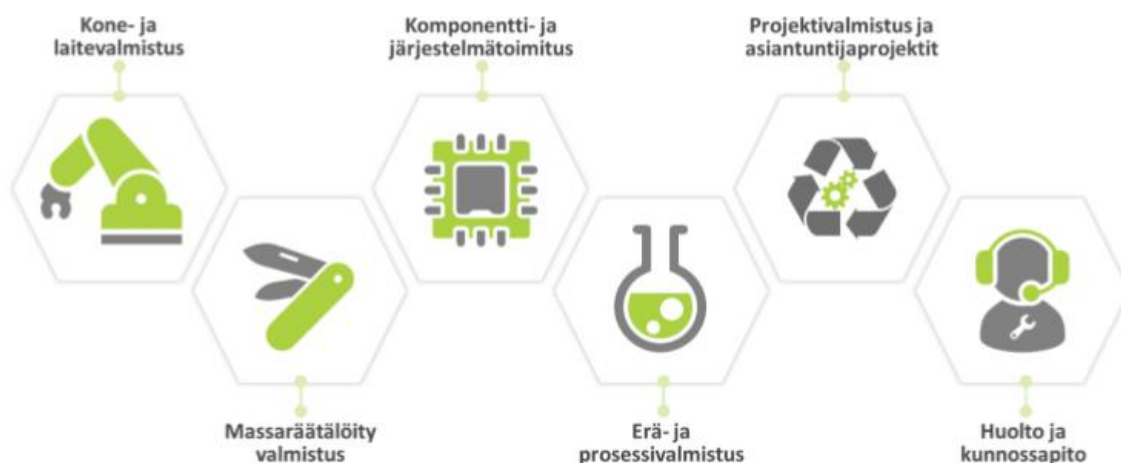 Kone- ja
laitevalmistus
Komponentti- ja
järjestelmätoimitus
Projektivalmistus ja
asiantuntijaprojektit
Massaräätälöity
valmistus
Erä- ja
prosessivalmistus
Huolto ja
kunnossapito